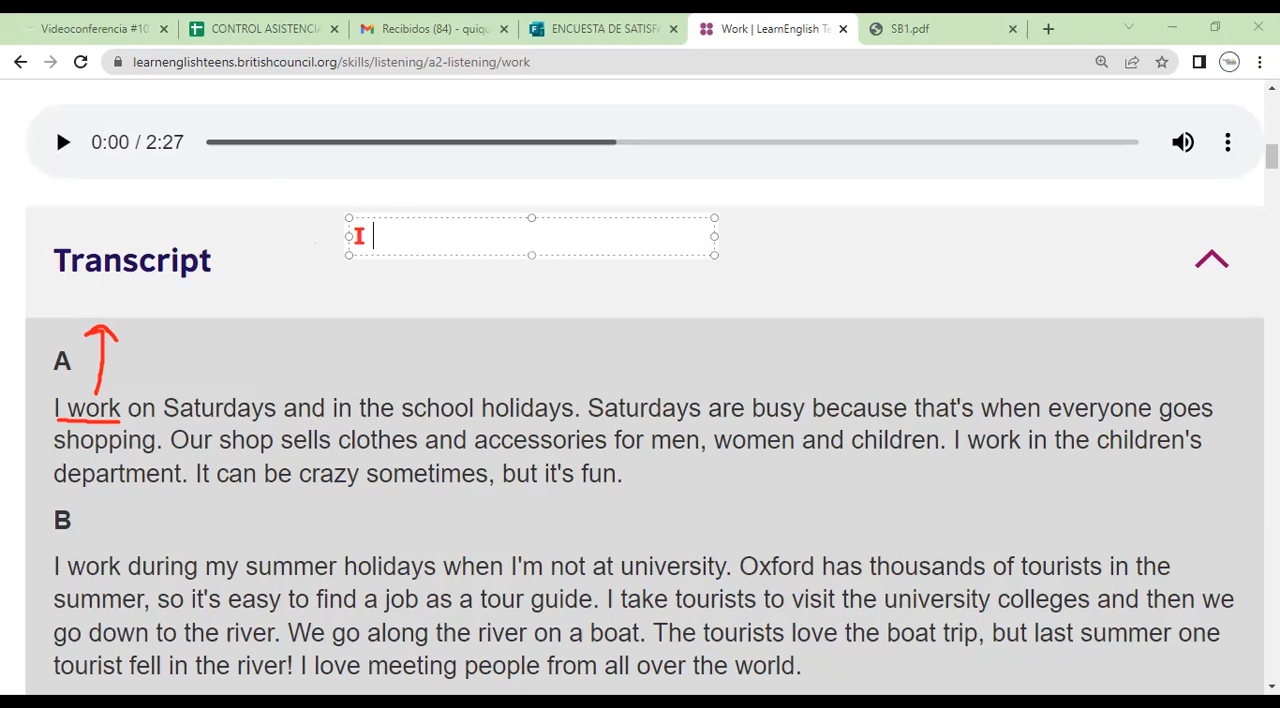 Videoconferencia #10
CONTROL ASISTENCIA
Recibidos (84) - quiqu
ENCUESTA DE SATISF
Work | LearnEnglish Te
SB1.pdf
learnenglishteens.britishcouncil.org/skills/listening/a2-listening/work
0:00 / 2:27
I
Transcript
A
I work on Saturdays and in the school holidays. Saturdays are busy because that's when everyone goes
shopping. Our shop sells clothes and accessories for men, women and children. I work in the children's
department. It can be crazy sometimes, but it's fun.
B
I work during my summer holidays when I'm not at university. Oxford has thousands of tourists in the
summer, so it's easy to find a job as a tour guide. I take tourists to visit the university colleges and then we
go down to the river. We go along the river on a boat. The tourists love the boat trip, but last summer one
tourist fell in the river! I love meeting people from all over the world.